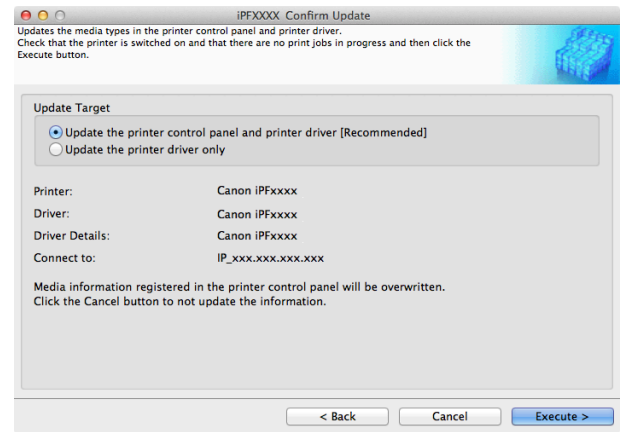 iPFXXXX Confirm Update
Updates the media types in the printer control panel and printer driver.
Check that the printer is switched on and that there are no print jobs in progress and then click the
Execute button.
Update Target
Update the printer control panel and printer driver [Recommended]
Update the printer driver only
Printer: Canon iPFxxxx
Driver: Canon iPFxxxx
Driver Details: Canon iPFxxxx
Connect to: IP_xxx.xxx.xxx.xxx
Media information registered in the printer control panel will be overwritten.
Click the Cancel button to not update the information.
< Back Cancel Execute >